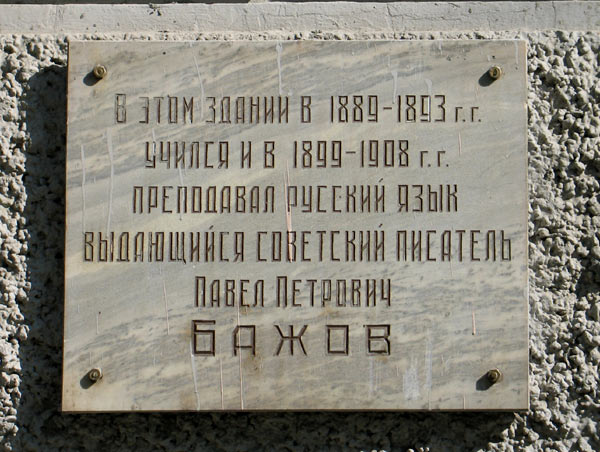 В ЭТОМ ЗДАНИИ В 1889-1893 г.г.
УЧИЛСЯ И В 1899-1908 г.г.
ПРЕПОДАВАЛ РУССКИЙ ЯЗЫК
ВЫДАЮЩИЙСЯ СОВЕТСКИЙ ПИСАТЕЛЬ
ПАВЕЛ ПЕТРОВИЧ
БАЖОВ